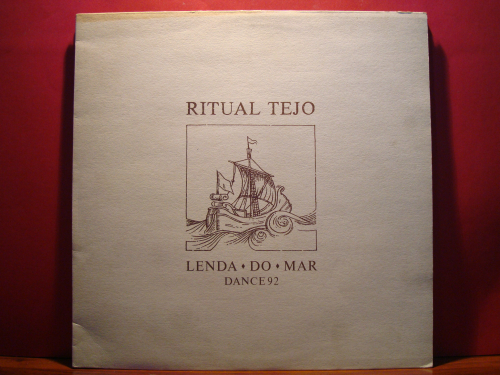 RITUAL TEJO
LENDA ♦ DO ♦ MAR
DANCE 92